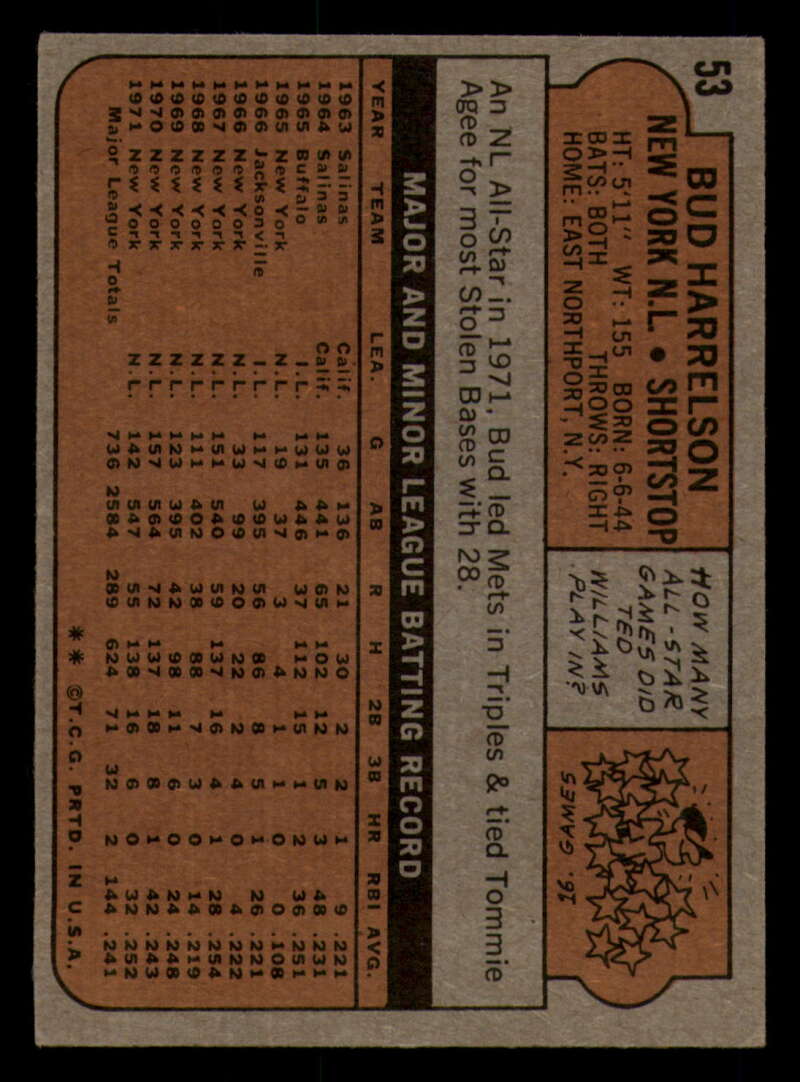 53
BUD HARRELSON
NEW YORK N.L. • SHORTSTOP
HT: 5'11" WT: 155 BORN: 6-6-44
BATS: BOTH THROWS: RIGHT
HOME: EAST NORTHPORT, N.Y.
HOW MANY
ALL-STAR
GAMES DID
TED
WILLIAMS
PLAY IN?
16. GAMES
An NL All-Star in 1971, Bud led Mets in Triples & tied Tommie
Agee for most Stolen Bases with 28.
MAJOR AND MINOR LEAGUE BATTING RECORD
YEAR TEAM LEA. G AB R H 2B 3B HR RBI AVG.
1963 Salinas Calif. 36 136 21 30 2 2 1 9 .221
1964 Salinas Calif. 135 441 65 102 12 5 3 48 .231
1965 Buffalo I.L. 131 446 37 112 15 1 2 36 .251
1965 New York N.L. 19 37 3 4 1 1 0 0 .108
1966 Jacksonville I.L. 117 395 56 86 8 5 1 26 .221
1966 New York N.L. 33 99 20 22 2 4 0 4 .222
1967 New York N.L. 151 540 59 137 16 4 1 28 .254
1968 New York N.L. 111 402 38 88 7 3 0 14 .219
1969 New York N.L. 123 395 42 98 11 6 0 24 .248
1970 New York N.L. 157 564 72 137 18 8 1 42 .243
1971 New York N.L. 142 547 55 138 16 6 0 32 .252
Major League Totals 736 2584 289 624 71 32 2 144 .241
** ©T.C.G. PRTD. IN U.S.A.